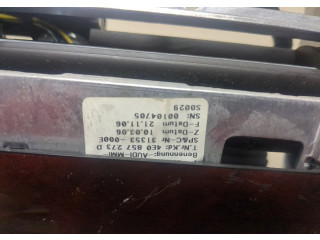 Benennung: AUDI-MMI
T.Nr.Kd: 4E0 857 273 D
SP&C-Nr 31353-000E
Z-Datum 10.03.06
F-Datum 21.11.06
SN: 00104705
S0029